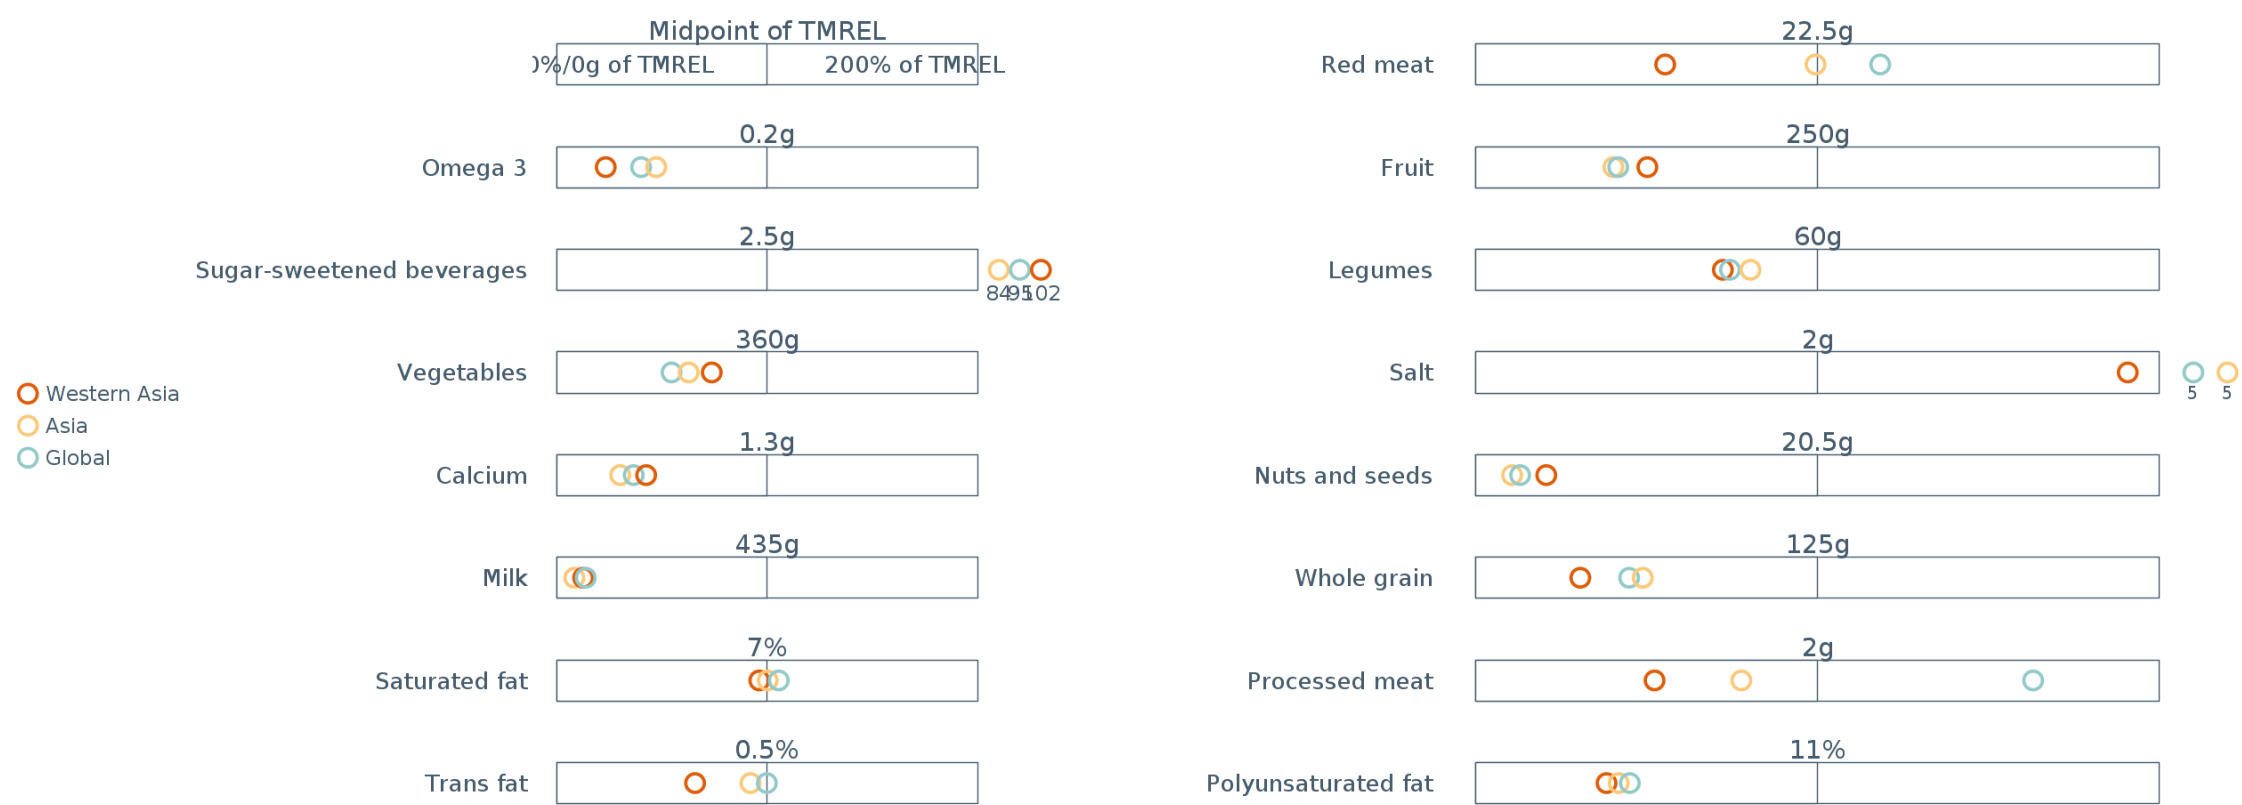 Midpoint of TMREL
0%/0g of TMREL 200% of TMREL
Omega 3
0.2g
Sugar-sweetened beverages
2.5g
84 95 102
Vegetables
360g
Calcium
1.3g
Milk
435g
Saturated fat
7%
Trans fat
0.5%
Western Asia
Asia
Global
Red meat
22.5g
Fruit
250g
Legumes
60g
Salt
2g
5 5
Nuts and seeds
20.5g
Whole grain
125g
Processed meat
2g
Polyunsaturated fat
11%